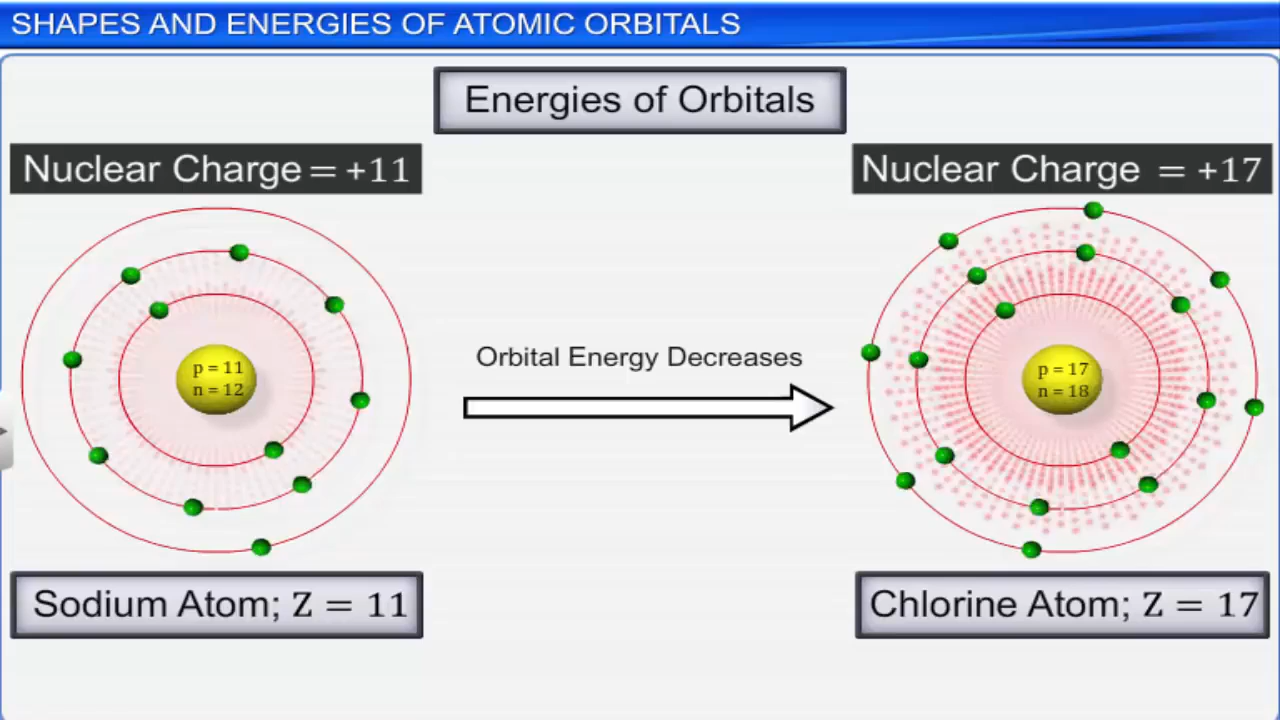 SHAPES AND ENERGIES OF ATOMIC ORBITALS
Energies of Orbitals
Nuclear Charge = +11
Nuclear Charge = +17
p = 11
n = 12
Orbital Energy Decreases
p = 17
n = 18
Sodium Atom; Z = 11
Chlorine Atom; Z = 17